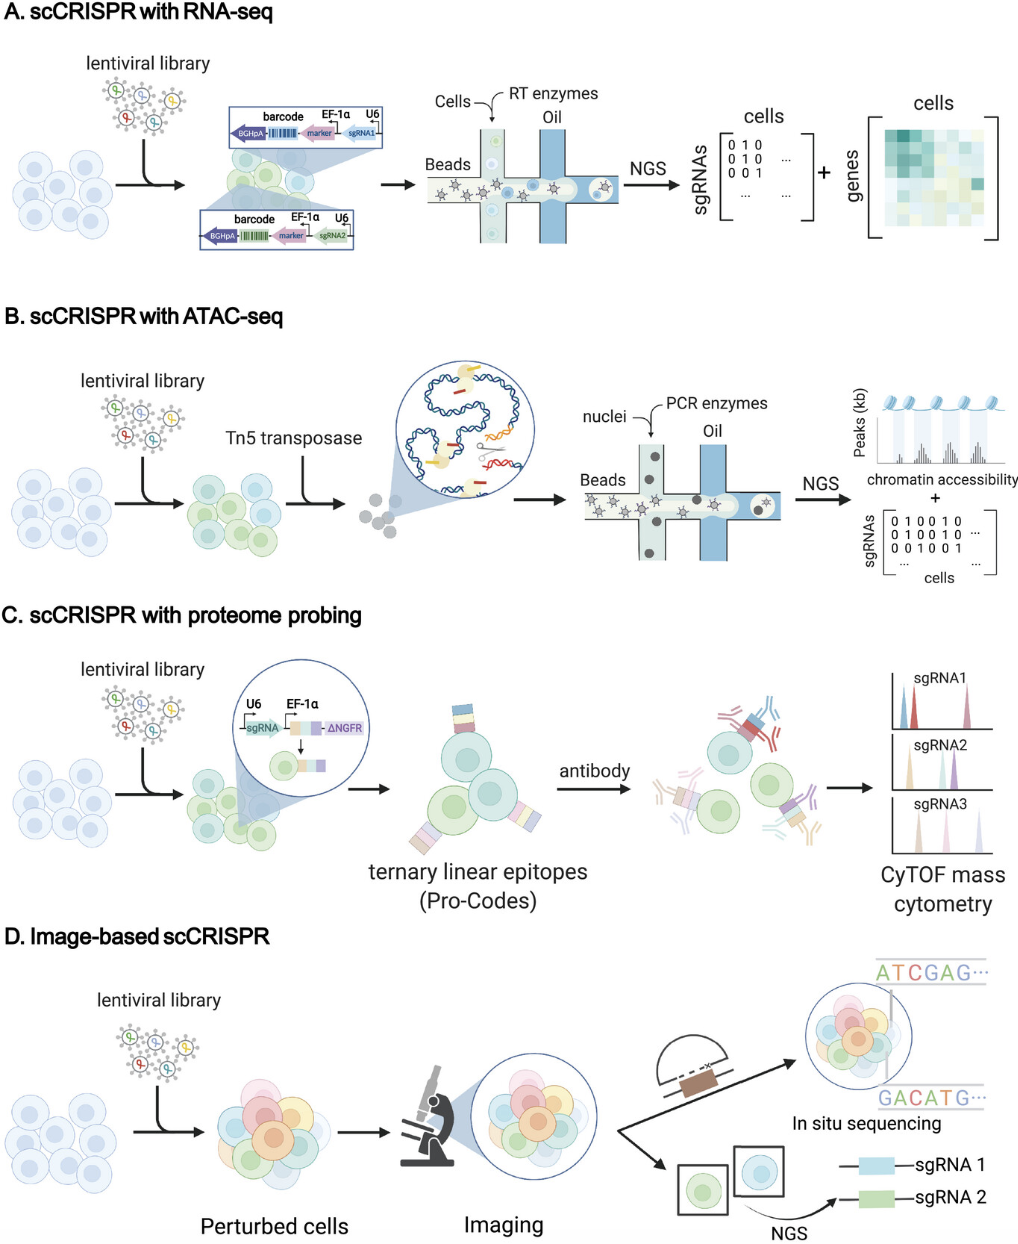 A. scCRISPR with RNA-seq
lentiviral library
barcode EF-1α U6
BGHpA marker sgRNA1
barcode EF-1α U6
BGHpA marker sgRNA2
Cells RT enzymes
Oil
Beads
NGS
cells
sgRNAs
0 1 0
0 1 0 ...
0 0 1
... ...
+
cells
genes
B. scCRISPR with ATAC-seq
lentiviral library
Tn5 transposase
nuclei PCR enzymes
Oil
Beads
NGS
Peaks (kb)
chromatin accessibility
+
sgRNAs
0 1 0 0 1 0
0 0 1 0 1 0 ...
0 0 1 0 0 1
... ...
cells
C. scCRISPR with proteome probing
lentiviral library
U6 EF-1α
sgRNA ΔNGFR
ternary linear epitopes
(Pro-Codes)
antibody
sgRNA1
sgRNA2
sgRNA3
CyTOF mass
cytometry
D. Image-based scCRISPR
lentiviral library
Perturbed cells
Imaging
ATCGAG...
GACATG...
In situ sequencing
sgRNA 1
sgRNA 2
NGS